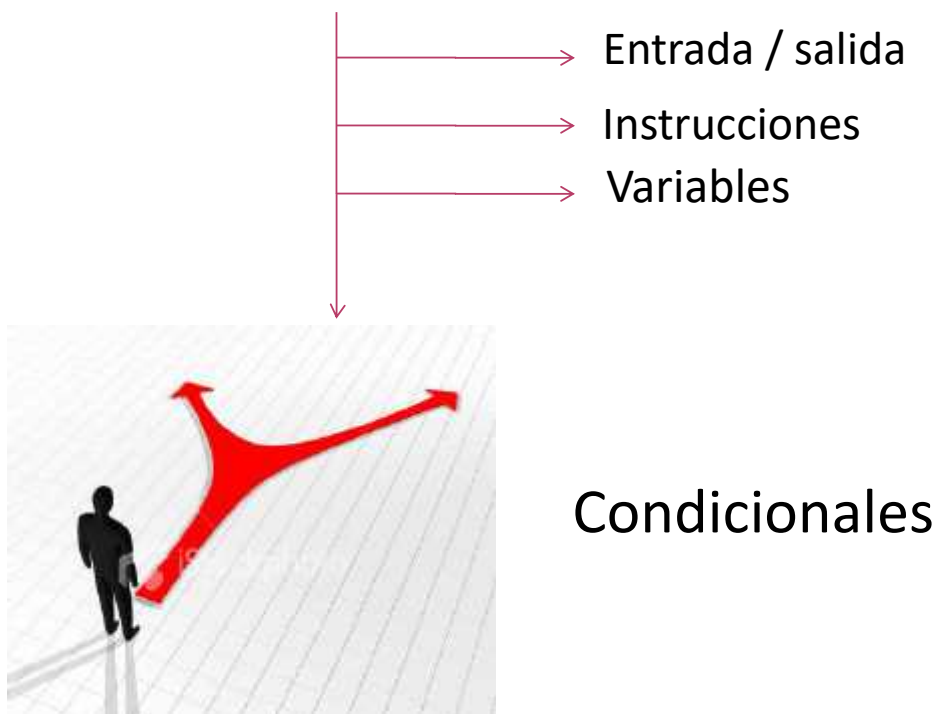 Entrada / salida
Instrucciones
Variables
Condicionales